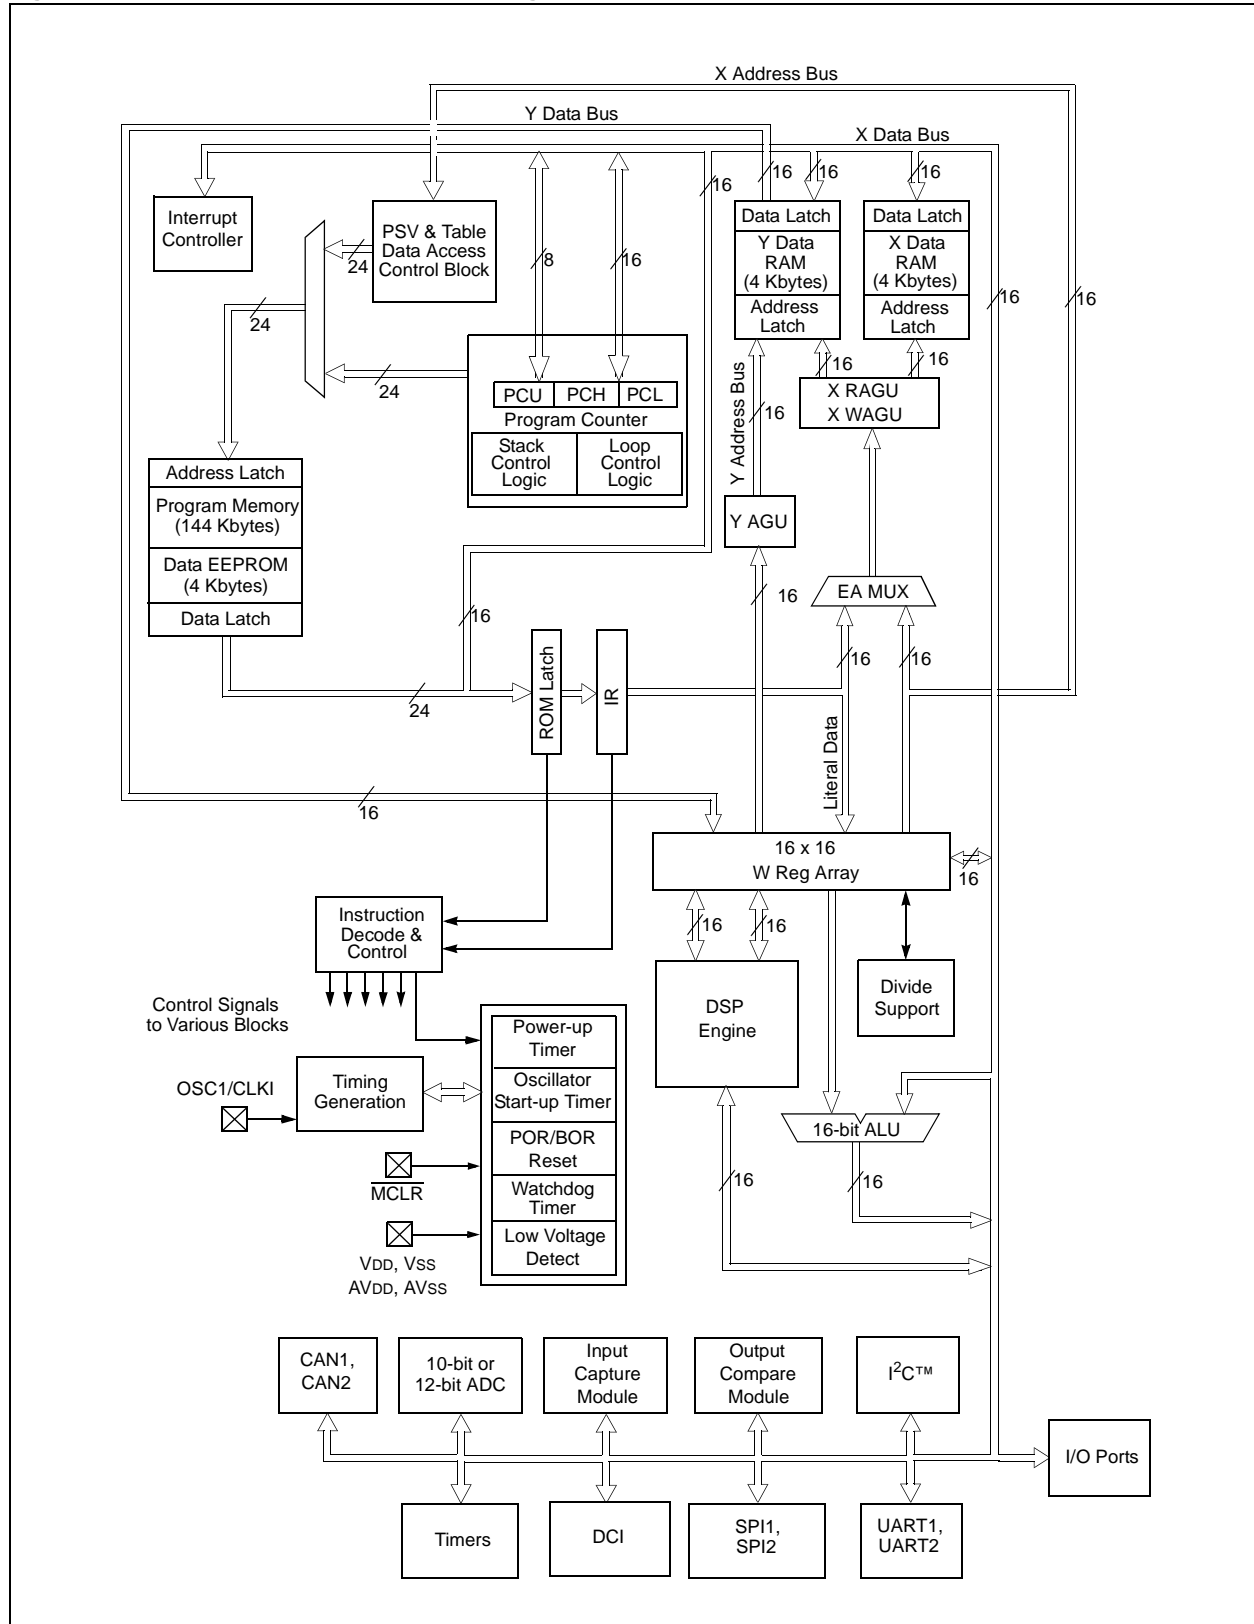 X Address Bus
Y Data Bus
X Data Bus
16
16
16
16
Interrupt
Controller
PSV & Table
Data Access
Control Block
24
8
16
Data Latch
Y Data
RAM
(4 Kbytes)
Address
Latch
Data Latch
X Data
RAM
(4 Kbytes)
Address
Latch
16
16
24
24
16
16
X RAGU
X WAGU
PCU
PCH
PCL
Program Counter
Stack
Control
Logic
Loop
Control
Logic
Y Address Bus
16
Address Latch
Program Memory
(144 Kbytes)
Data EEPROM
(4 Kbytes)
Data Latch
Y AGU
16
EA MUX
16
16
16
24
ROM Latch
IR
Literal Data
16
16 x 16
W Reg Array
16
Instruction
Decode &
Control
16
16
DSP
Engine
Divide
Support
Control Signals
to Various Blocks
Power-up
Timer
OSC1/CLKI
Timing
Generation
Oscillator
Start-up Timer
16-bit ALU
POR/BOR
Reset
MCLR
16
16
Watchdog
Timer
Low Voltage
Detect
VDD, VSS
AVDD, AVSS
CAN1,
CAN2
10-bit or
12-bit ADC
Input
Capture
Module
Output
Compare
Module
I²C™
I/O Ports
Timers
DCI
SPI1,
SPI2
UART1,
UART2